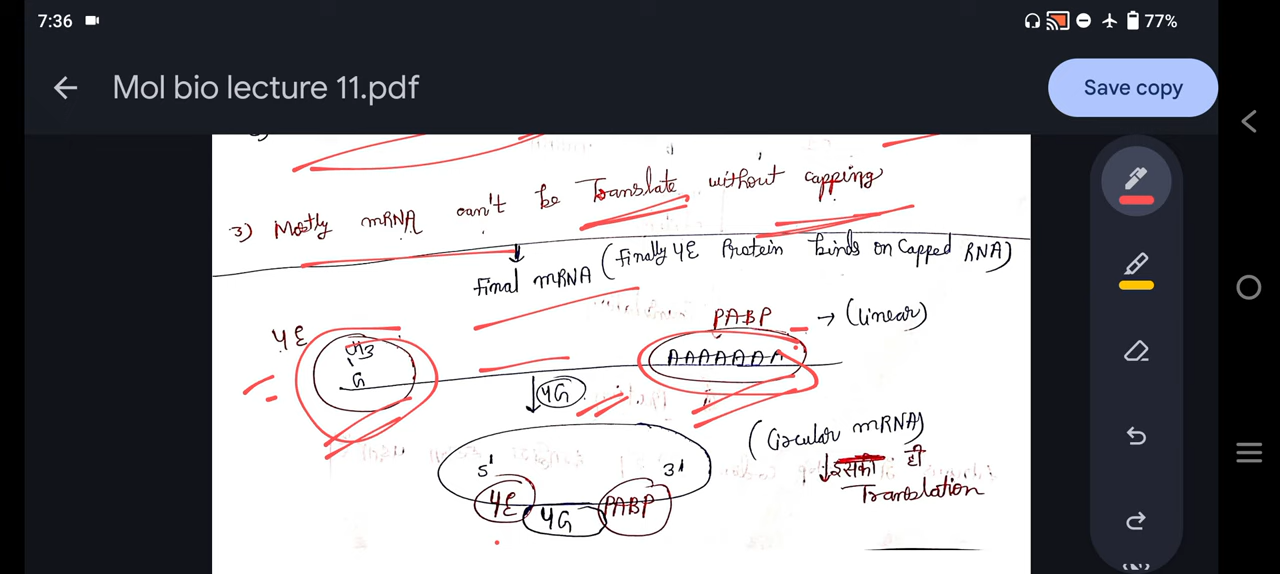 7:36
77%
Mol bio lecture 11.pdf
Save copy
3) Mostly mRNA can't be Translate without capping
Final mRNA (Finally 4E Protein binds on Capped RNA)
4E
CH3
G
PABP → (linear)
AAAAAAA
4G
(Circular mRNA)
5' 3'
इसकी ही
Translation
4E 4G PABP